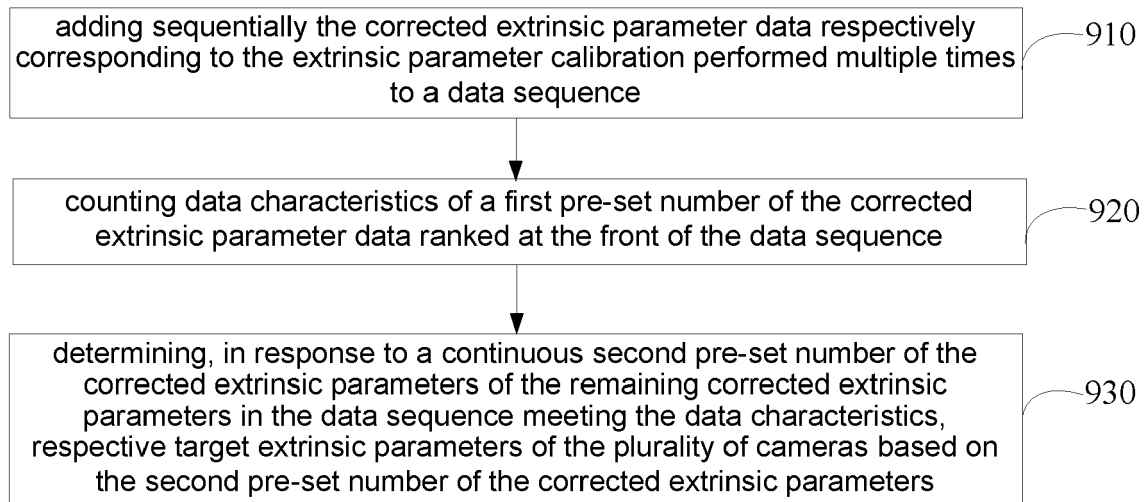 adding sequentially the corrected extrinsic parameter data respectively
corresponding to the extrinsic parameter calibration performed multiple times
to a data sequence
910
counting data characteristics of a first pre-set number of the corrected
extrinsic parameter data ranked at the front of the data sequence
920
determining, in response to a continuous second pre-set number of the
corrected extrinsic parameters of the remaining corrected extrinsic
parameters in the data sequence meeting the data characteristics,
respective target extrinsic parameters of the plurality of cameras based on
the second pre-set number of the corrected extrinsic parameters
930